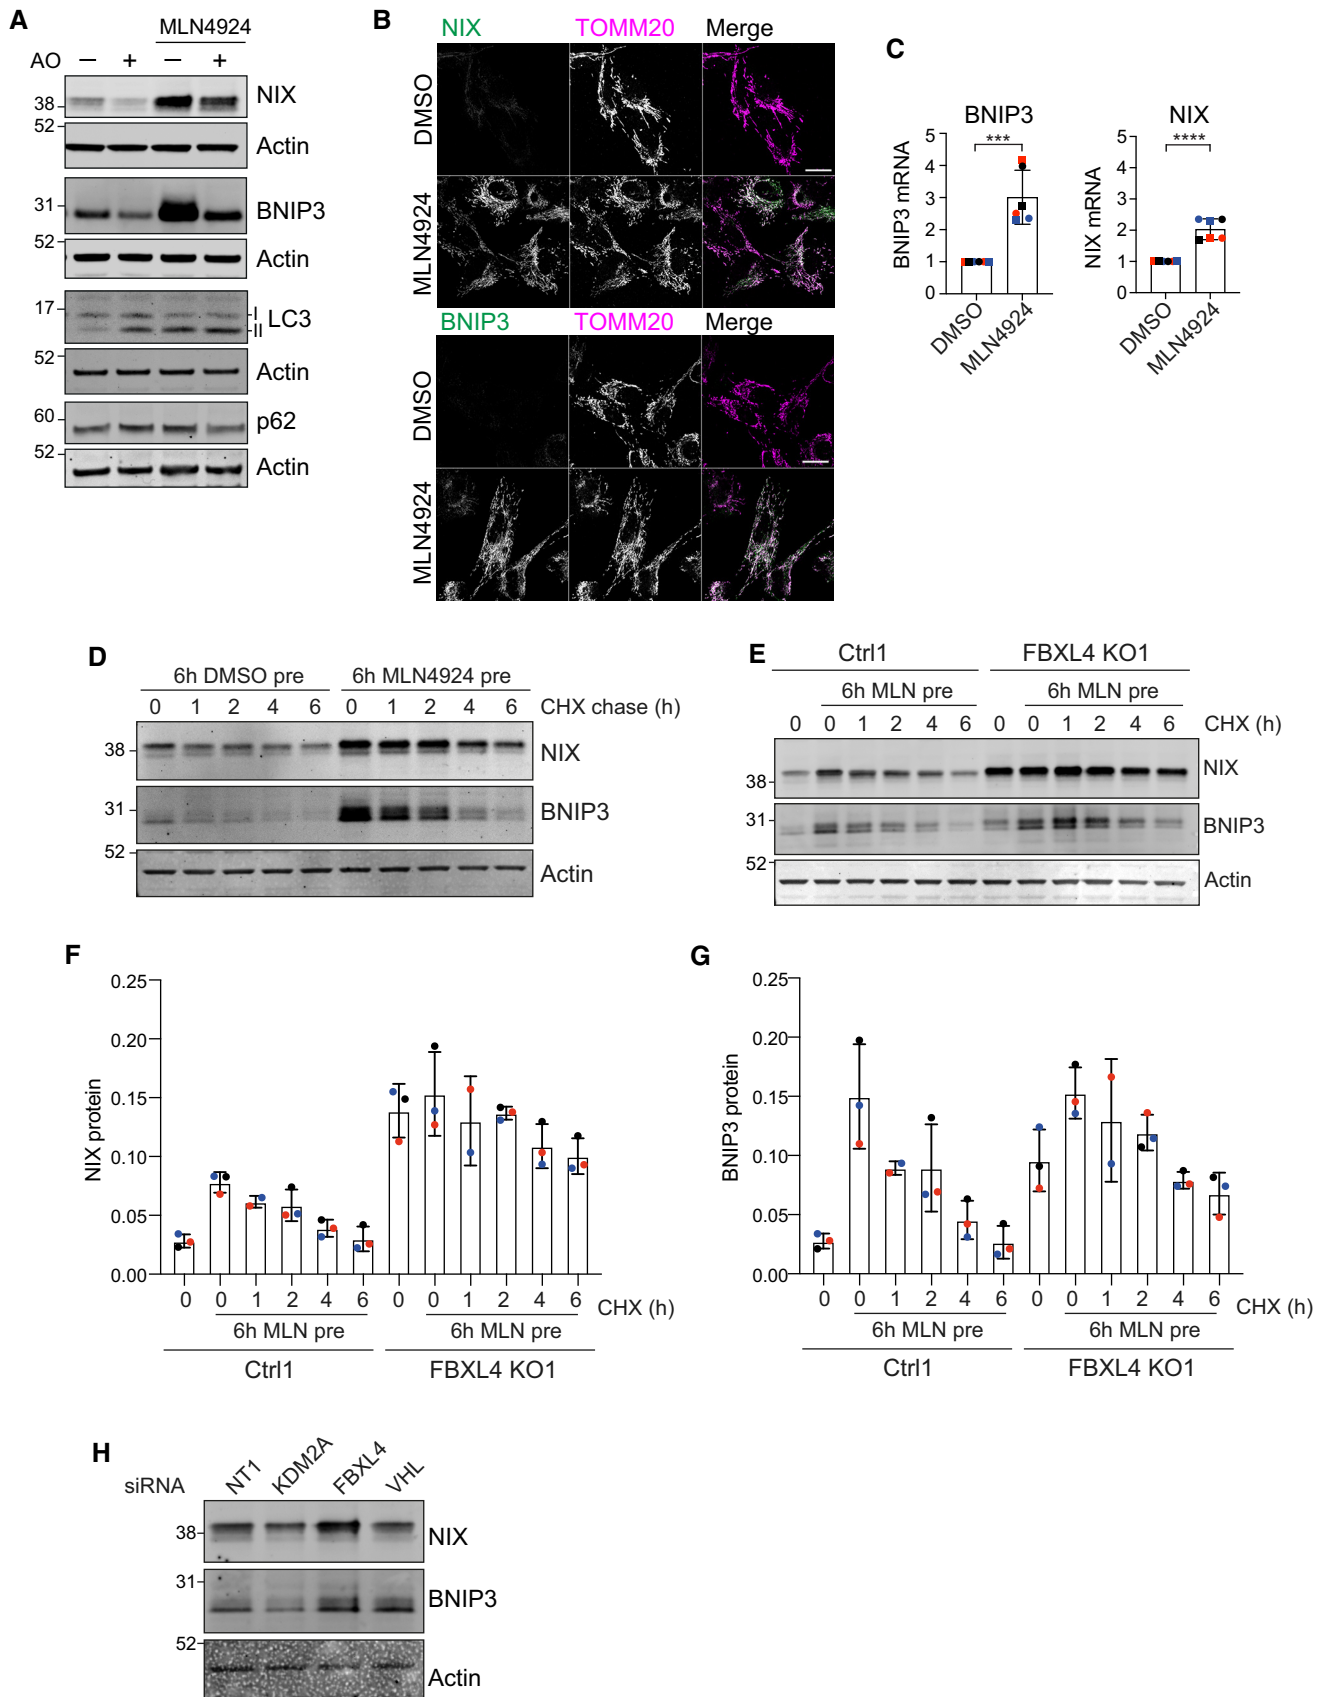 A
MLN4924
AO − + − +
38
NIX
52
Actin
31
BNIP3
52
Actin
17
I
II
LC3
52
Actin
60
p62
52
Actin
B
NIX TOMM20 Merge
DMSO
MLN4924
BNIP3 TOMM20 Merge
DMSO
MLN4924
C
BNIP3
***
BNIP3 mRNA
5
4
3
2
1
0
DMSO
MLN4924
NIX
****
NIX mRNA
5
4
3
2
1
0
DMSO
MLN4924
D
6h DMSO pre 6h MLN4924 pre
0 1 2 4 6 0 1 2 4 6 CHX chase (h)
38
NIX
31
BNIP3
52
Actin
E
Ctrl1 FBXL4 KO1
6h MLN pre 6h MLN pre
0 0 1 2 4 6 0 0 1 2 4 6 CHX (h)
38
NIX
31
BNIP3
52
Actin
F
NIX protein
0.25
0.20
0.15
0.10
0.05
0.00
0 0 1 2 4 6 0 0 1 2 4 6 CHX (h)
6h MLN pre 6h MLN pre
Ctrl1 FBXL4 KO1
G
BNIP3 protein
0.25
0.20
0.15
0.10
0.05
0.00
0 0 1 2 4 6 0 0 1 2 4 6 CHX (h)
6h MLN pre 6h MLN pre
Ctrl1 FBXL4 KO1
H
siRNA NT1 KDM2A FBXL4 VHL
38
NIX
31
BNIP3
52
Actin